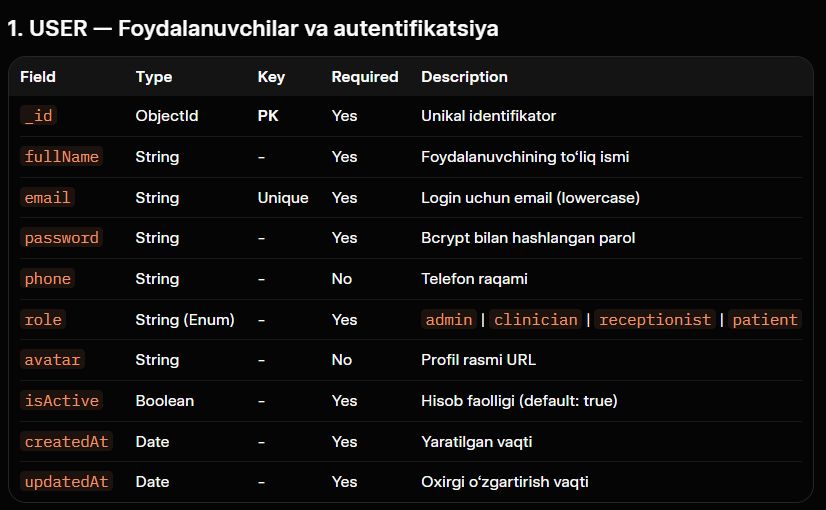 1. USER — Foydalanuvchilar va autentifikatsiya
Field Type Key Required Description
_id ObjectId PK Yes Unikal identifikator
fullName String - Yes Foydalanuvchining to‘liq ismi
email String Unique Yes Login uchun email (lowercase)
password String - Yes Bcrypt bilan hashlangan parol
phone String - No Telefon raqami
role String (Enum) - Yes admin | clinician | receptionist | patient
avatar String - No Profil rasmi URL
isActive Boolean - Yes Hisob faolligi (default: true)
createdAt Date - Yes Yaratilgan vaqti
updatedAt Date - Yes Oxirgi o‘zgartirish vaqti